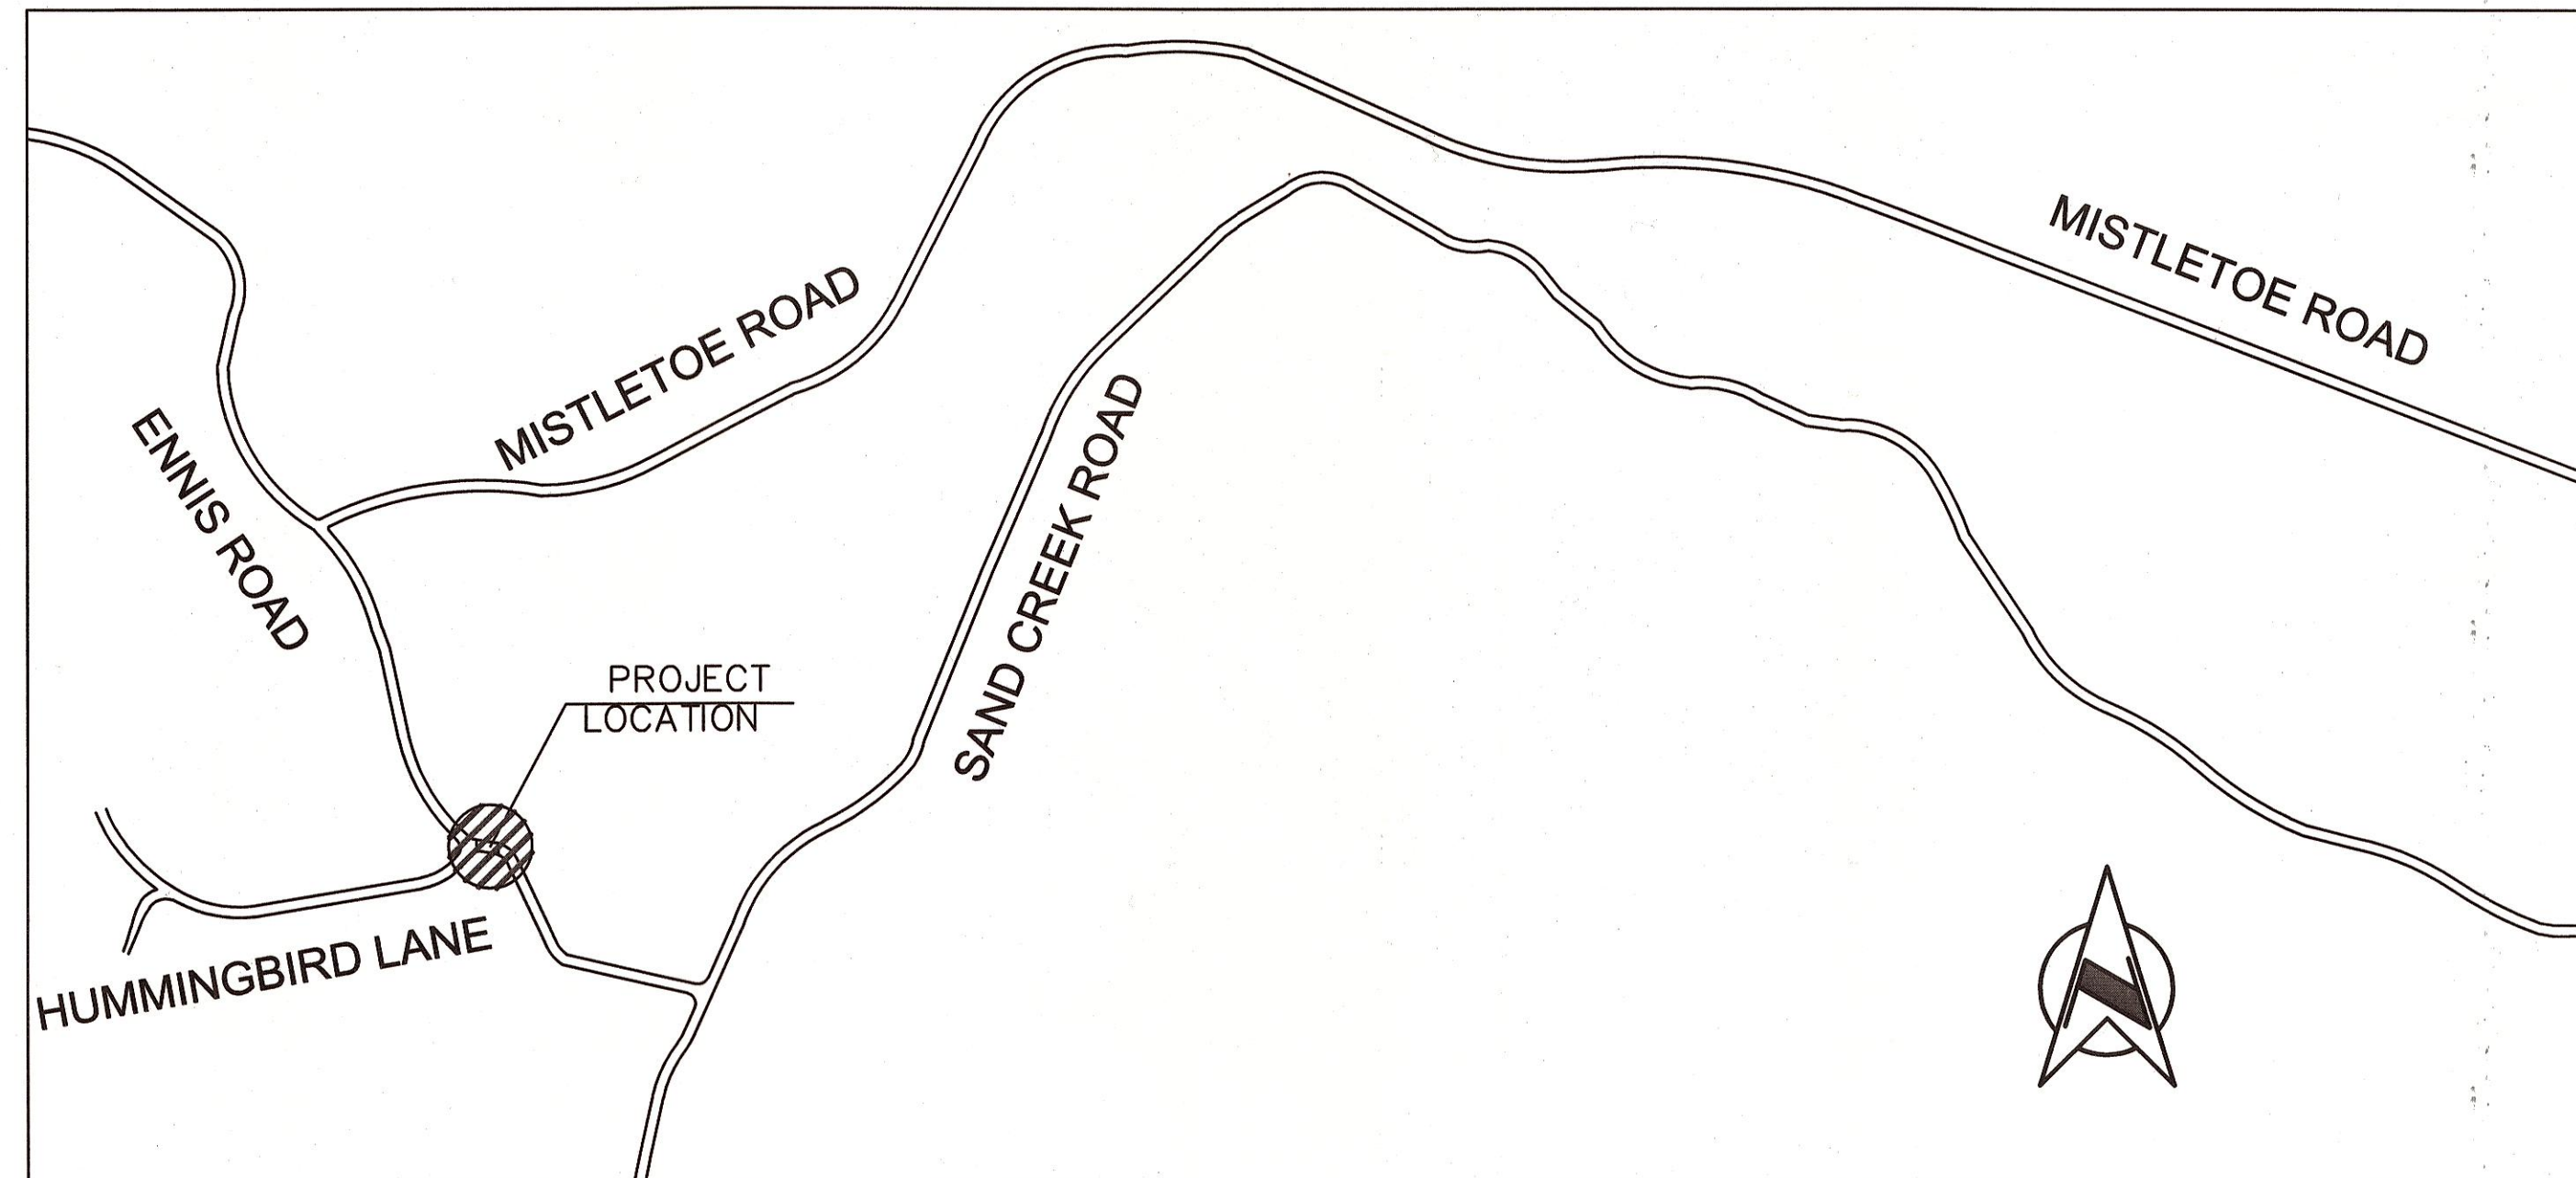 MISTLETOE ROAD
MISTLETOE ROAD
ENNIS ROAD
SAND CREEK ROAD
PROJECT
LOCATION
HUMMINGBIRD LANE
N